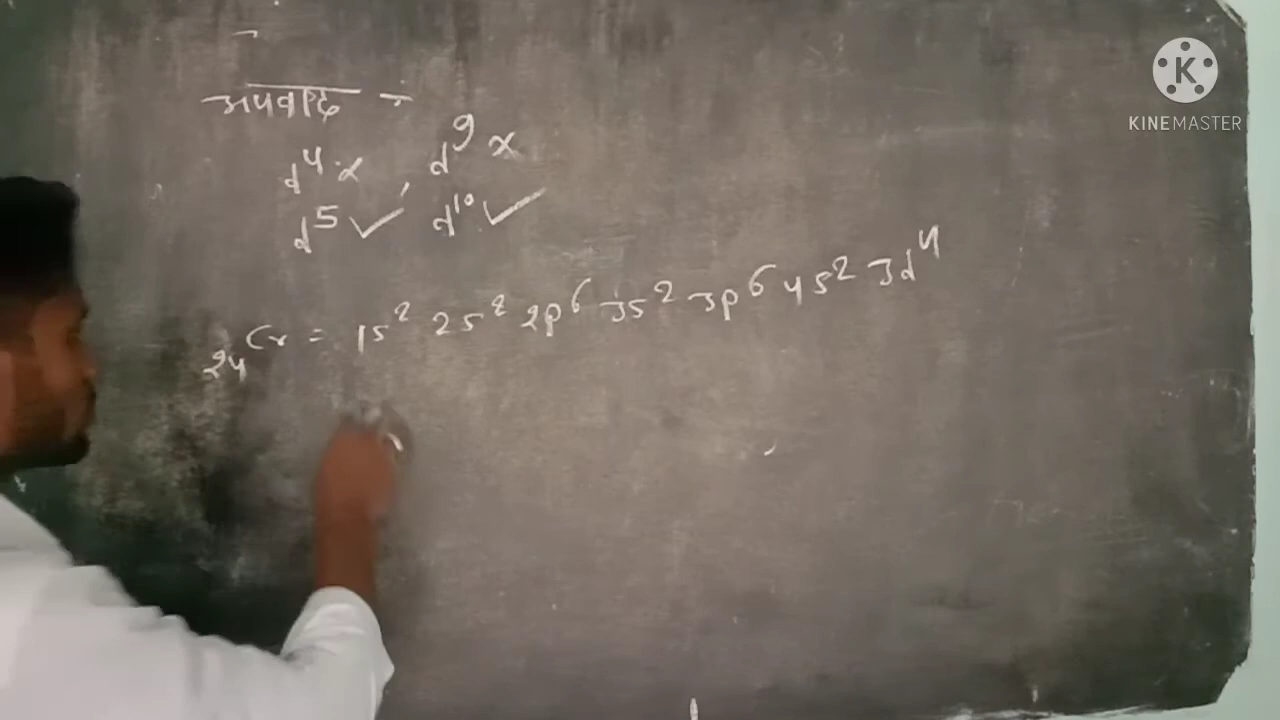 अपवाद -
d⁴ x , d⁹ x
d⁵ ✓ d¹⁰ ✓
₂₄Cr = 1s² 2s² 2p⁶ 3s² 3p⁶ 4s² 3d⁴
KINEMASTER